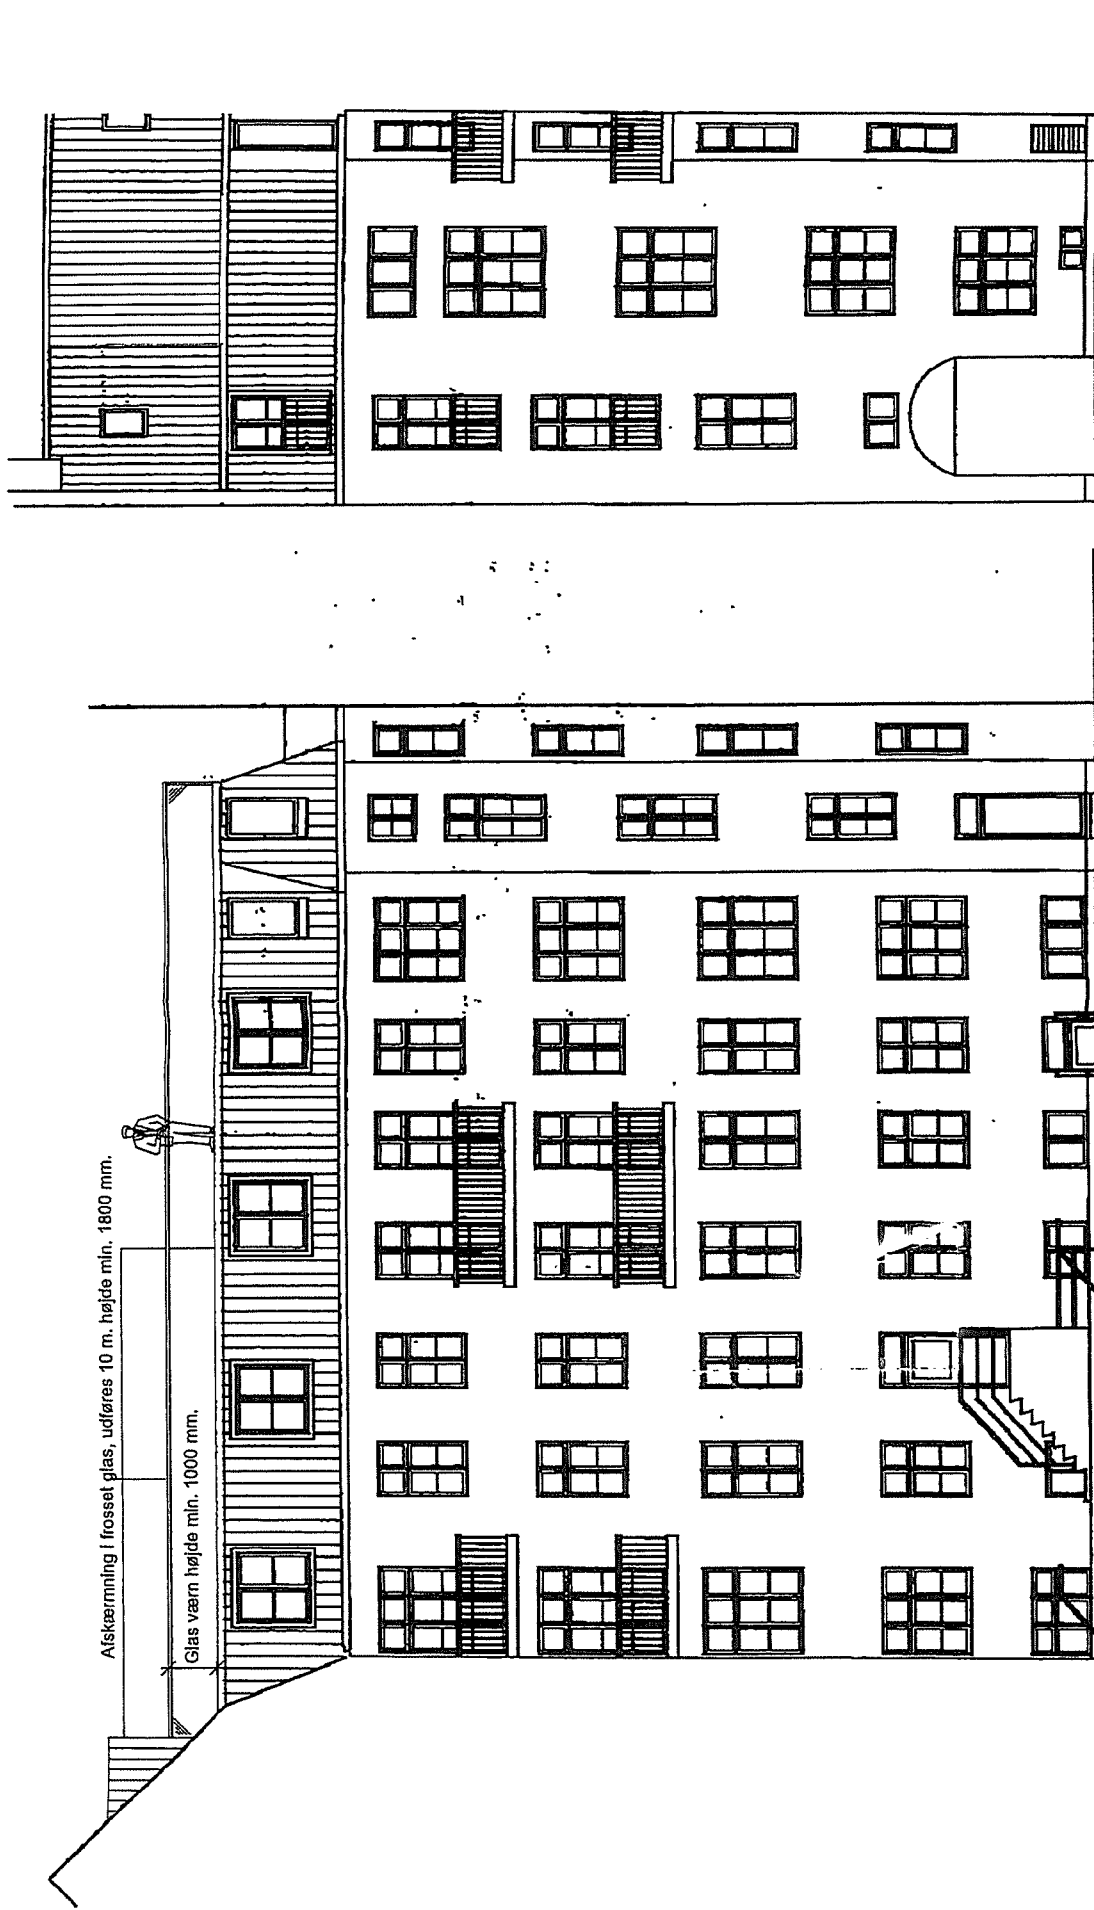 Afskærmning i frosset glas, udføres 10 m. højde min. 1800 mm.
Glas værn højde min. 1000 mm.